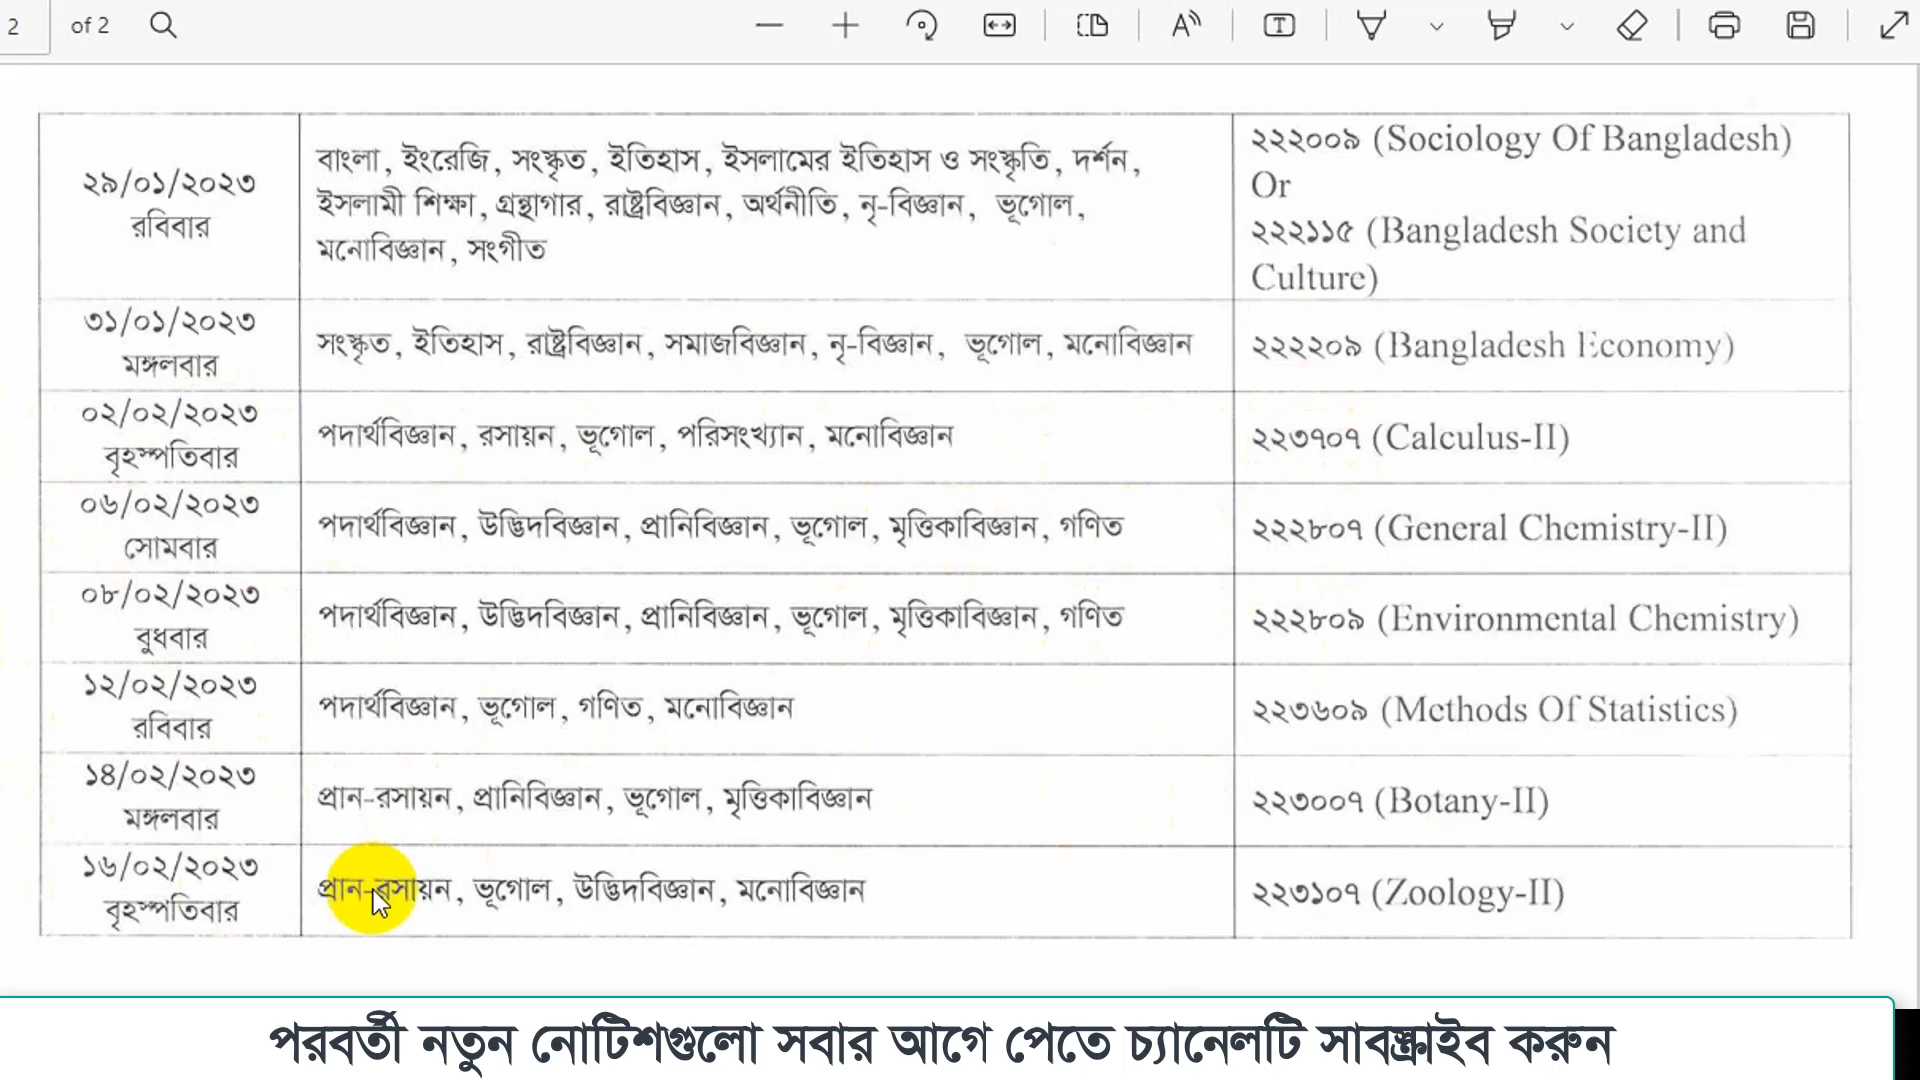 2 of 2
২৯/০১/২০২৩
রবিবার
বাংলা, ইংরেজি, সংস্কৃত, ইতিহাস, ইসলামের ইতিহাস ও সংস্কৃতি, দর্শন,
ইসলামী শিক্ষা, গ্রন্থাগার, রাষ্ট্রবিজ্ঞান, অর্থনীতি, নৃ-বিজ্ঞান, ভূগোল,
মনোবিজ্ঞান, সংগীত
২২২০০৯ (Sociology Of Bangladesh)
Or
২২২১১৫ (Bangladesh Society and
Culture)
৩১/০১/২০২৩
মঙ্গলবার
সংস্কৃত, ইতিহাস, রাষ্ট্রবিজ্ঞান, সমাজবিজ্ঞান, নৃ-বিজ্ঞান, ভূগোল, মনোবিজ্ঞান
২২২২০৯ (Bangladesh Economy)
০২/০২/২০২৩
বৃহস্পতিবার
পদার্থবিজ্ঞান, রসায়ন, ভূগোল, পরিসংখ্যান, মনোবিজ্ঞান
২২৩৭০৭ (Calculus-II)
০৬/০২/২০২৩
সোমবার
পদার্থবিজ্ঞান, উদ্ভিদবিজ্ঞান, প্রানিবিজ্ঞান, ভূগোল, মৃত্তিকাবিজ্ঞান, গণিত
২২২৮০৭ (General Chemistry-II)
০৮/০২/২০২৩
বুধবার
পদার্থবিজ্ঞান, উদ্ভিদবিজ্ঞান, প্রানিবিজ্ঞান, ভূগোল, মৃত্তিকাবিজ্ঞান, গণিত
২২২৮০৯ (Environmental Chemistry)
১২/০২/২০২৩
রবিবার
পদার্থবিজ্ঞান, ভূগোল, গণিত, মনোবিজ্ঞান
২২৩৬০৯ (Methods Of Statistics)
১৪/০২/২০২৩
মঙ্গলবার
প্রান-রসায়ন, প্রানিবিজ্ঞান, ভূগোল, মৃত্তিকাবিজ্ঞান
২২৩০০৭ (Botany-II)
১৬/০২/২০২৩
বৃহস্পতিবার
প্রান-রসায়ন, ভূগোল, উদ্ভিদবিজ্ঞান, মনোবিজ্ঞান
২২৩১০৭ (Zoology-II)
পরবর্তী নতুন নোটিশগুলো সবার আগে পেতে চ্যানেলটি সাবস্ক্রাইব করুন